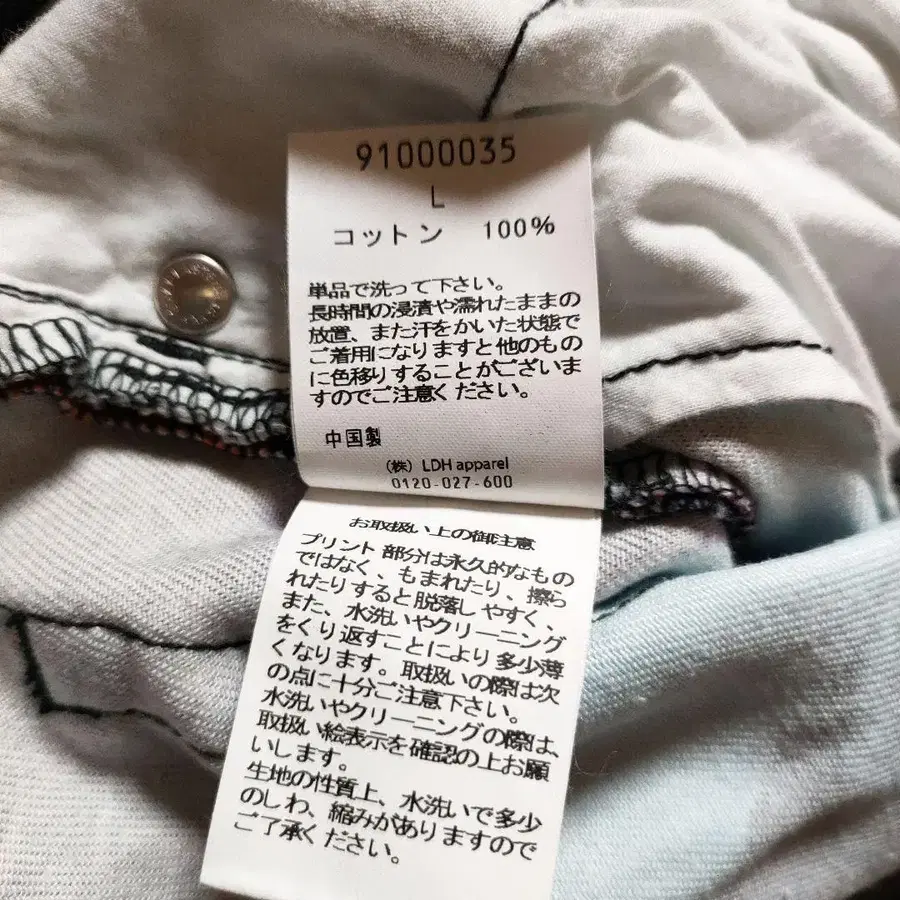 91000035
L
コットン 100%
単品で洗って下さい。
長時間の浸漬や濡れたままの
放置、また汗をかいた状態で
ご着用になりますと他のもの
に色移りすることがございま
すのでご注意ください。
中国製
(株) LDH apparel
0120-027-600
お取扱い上の御注意
プリント部分は永久的なもの
ではなく、もまれたり、擦ら
れたりすると脱落しやすく、
また、水洗いやクリーニング
をくり返すことにより多少薄
くなります。取扱いの際は次
の点に十分ご注意下さい。
水洗いやクリーニングの際は、
取扱い絵表示を確認の上お願
いします。
生地の性質上、水洗いで多少
のしわ、縮みがありますので
ご了承ください。